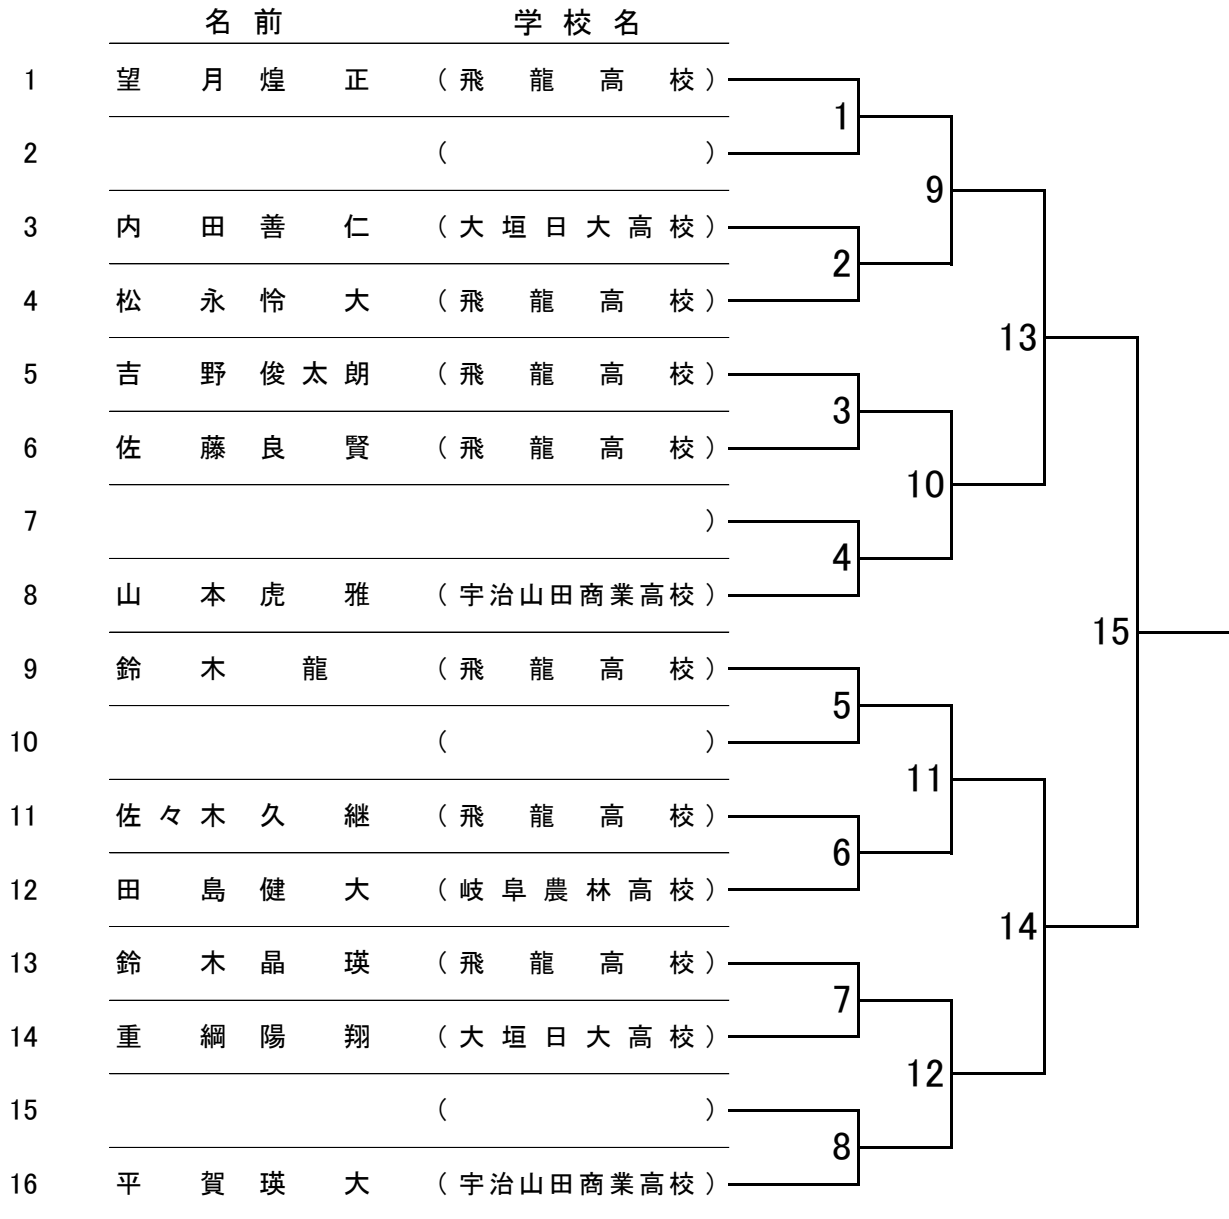 名前 学校名
1 望月煌正 (飛龍高校)
1
2 ( )
9
3 内田善仁 (大垣日大高校)
2
4 松永怜大 (飛龍高校)
13
5 吉野俊太朗 (飛龍高校)
3
6 佐藤良賢 (飛龍高校)
10
7 )
4
8 山本虎雅 (宇治山田商業高校)
15
9 鈴木龍 (飛龍高校)
5
10 ( )
11
11 佐々木久継 (飛龍高校)
6
12 田島健大 (岐阜農林高校)
14
13 鈴木晶瑛 (飛龍高校)
7
14 重綱陽翔 (大垣日大高校)
12
15 ( )
8
16 平賀瑛大 (宇治山田商業高校)